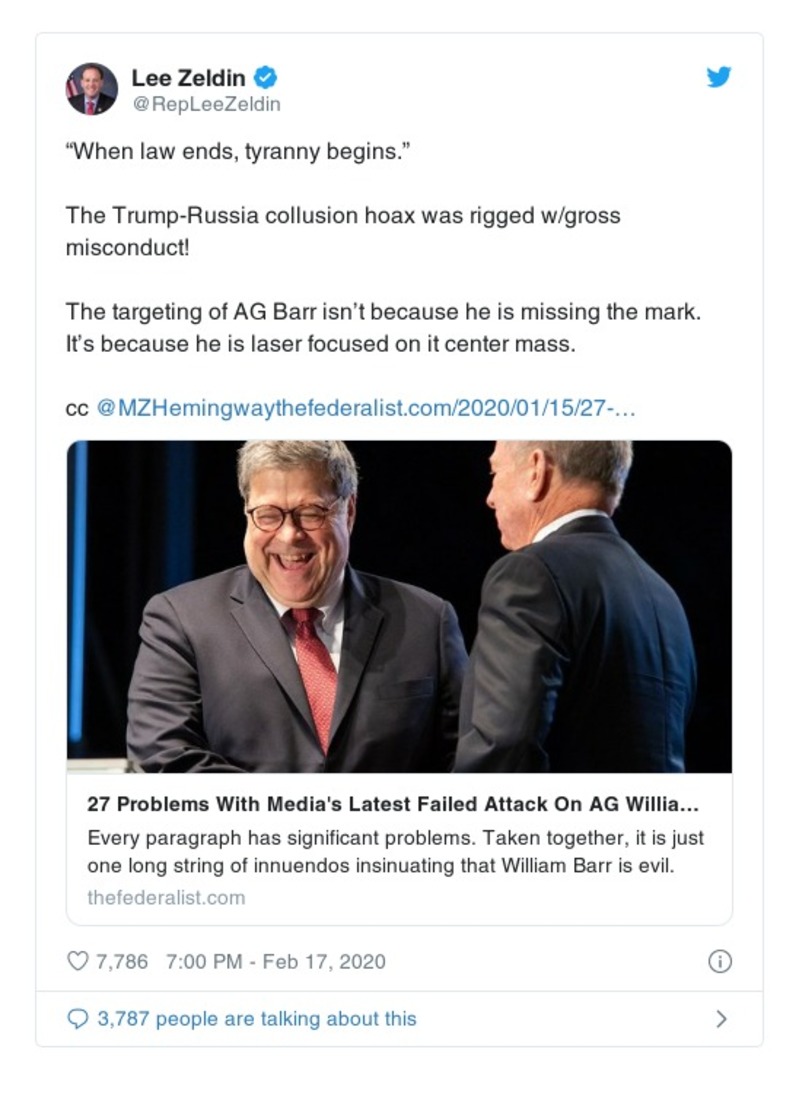 Lee Zeldin
@RepLeeZeldin
“When law ends, tyranny begins.”
The Trump-Russia collusion hoax was rigged w/gross
misconduct!
The targeting of AG Barr isn’t because he is missing the mark.
It’s because he is laser focused on it center mass.
cc @MZHemingwaythefederalist.com/2020/01/15/27-…
27 Problems With Media's Latest Failed Attack On AG Willia…
Every paragraph has significant problems. Taken together, it is just
one long string of innuendos insinuating that William Barr is evil.
thefederalist.com
7,786 7:00 PM - Feb 17, 2020
3,787 people are talking about this